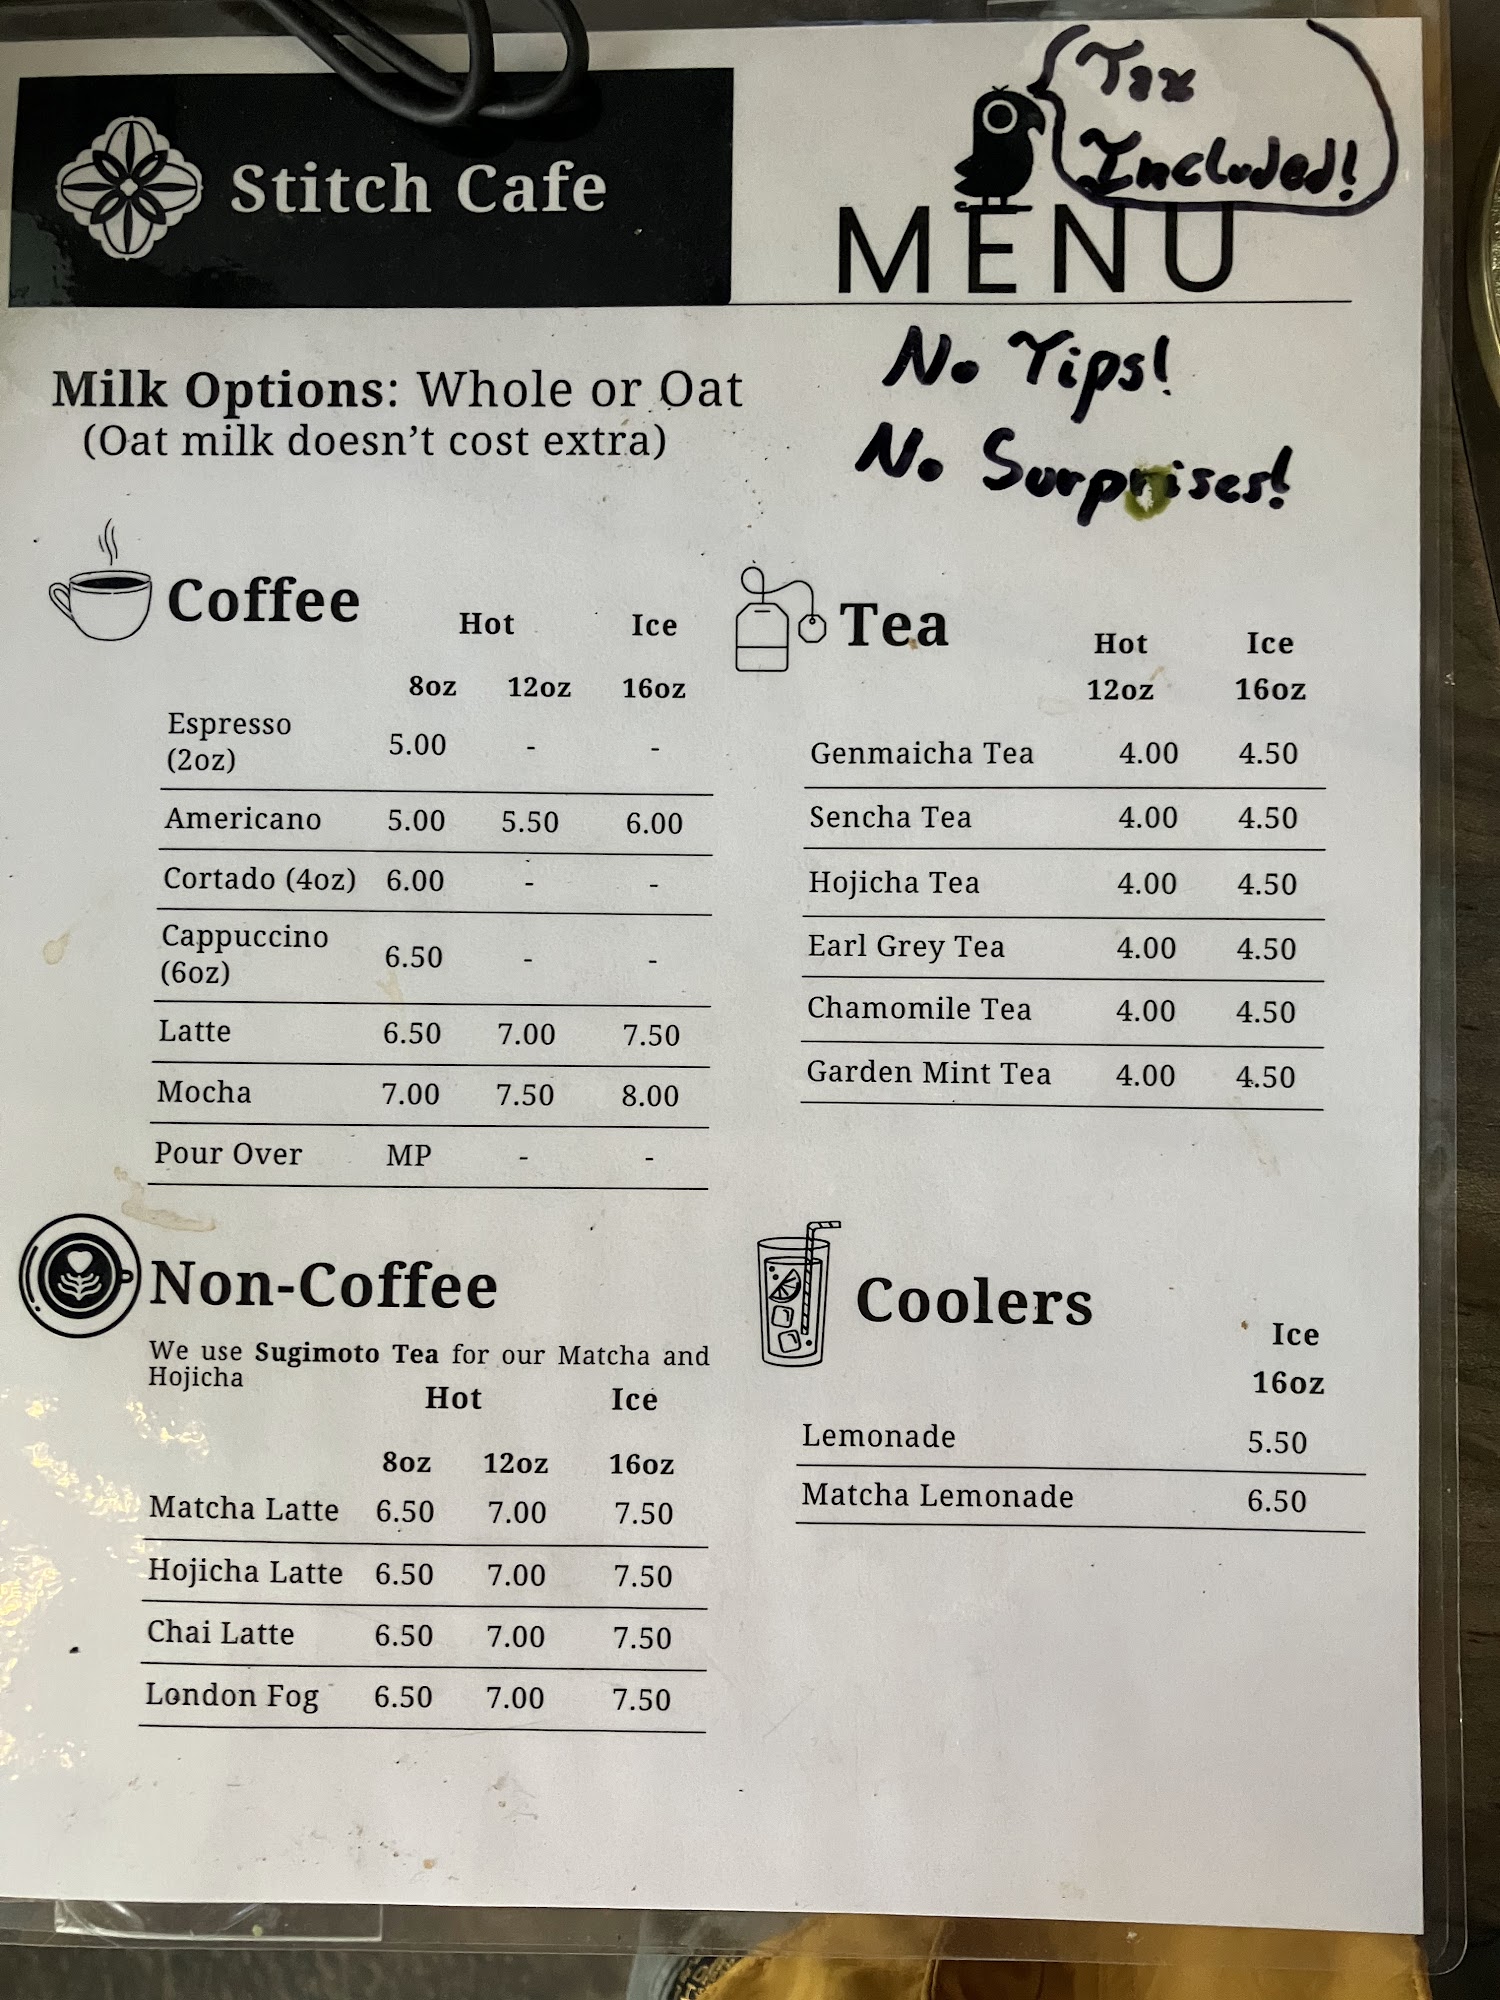 Stitch Cafe
Tax
Included!
MENU
No Tips!
No Surprises!
Milk Options: Whole or Oat
(Oat milk doesn't cost extra)
Coffee
Hot Ice
8oz 12oz 16oz
Espresso
(2oz) 5.00 - -
Americano 5.00 5.50 6.00
Cortado (4oz) 6.00 - -
Cappuccino
(6oz) 6.50 - -
Latte 6.50 7.00 7.50
Mocha 7.00 7.50 8.00
Pour Over MP - -
Tea
Hot Ice
12oz 16oz
Genmaicha Tea 4.00 4.50
Sencha Tea 4.00 4.50
Hojicha Tea 4.00 4.50
Earl Grey Tea 4.00 4.50
Chamomile Tea 4.00 4.50
Garden Mint Tea 4.00 4.50
Non-Coffee
We use Sugimoto Tea for our Matcha and
Hojicha
Hot Ice
8oz 12oz 16oz
Matcha Latte 6.50 7.00 7.50
Hojicha Latte 6.50 7.00 7.50
Chai Latte 6.50 7.00 7.50
London Fog 6.50 7.00 7.50
Coolers
Ice
16oz
Lemonade 5.50
Matcha Lemonade 6.50